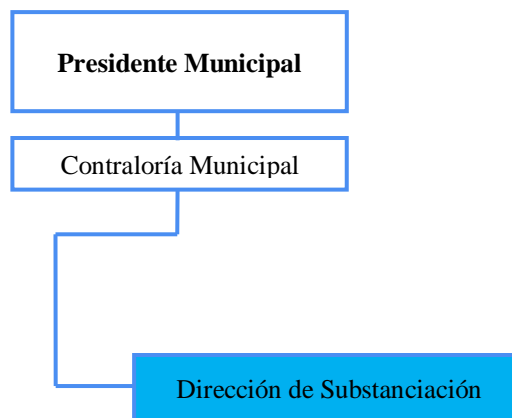 Presidente Municipal
Contraloría Municipal
Dirección de Substanciación